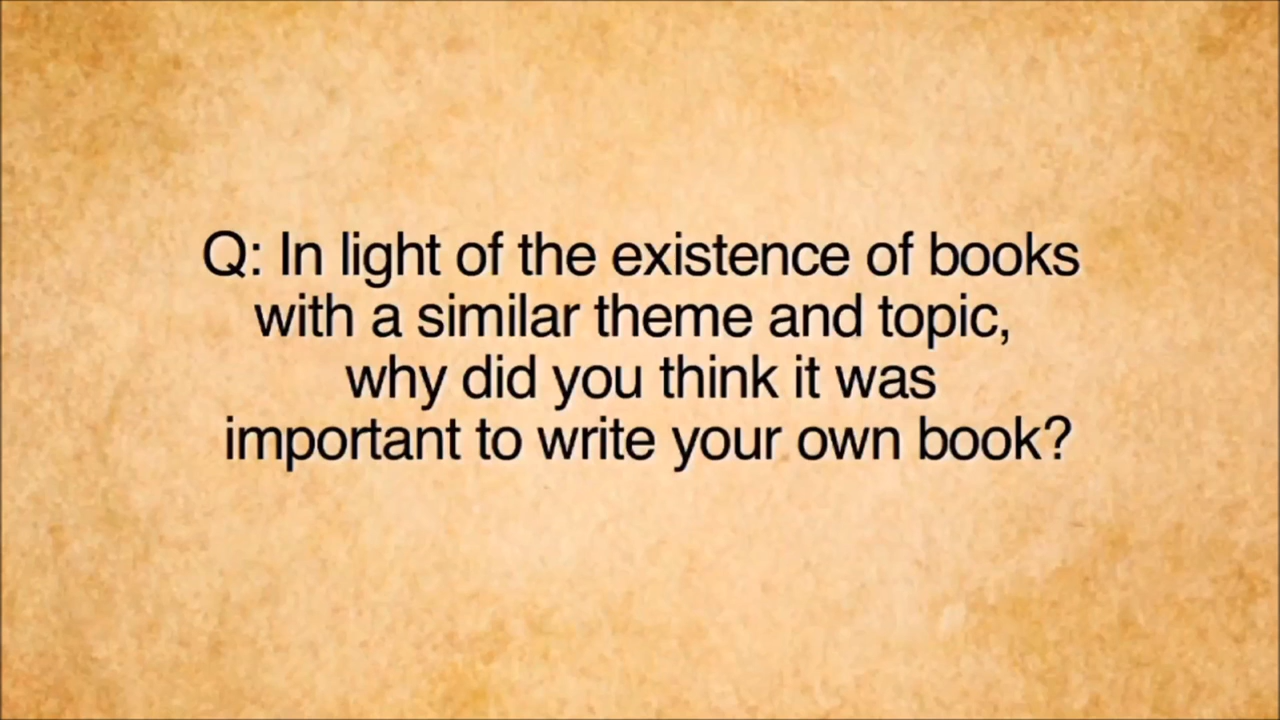 Q: In light of the existence of books
with a similar theme and topic,
why did you think it was
important to write your own book?